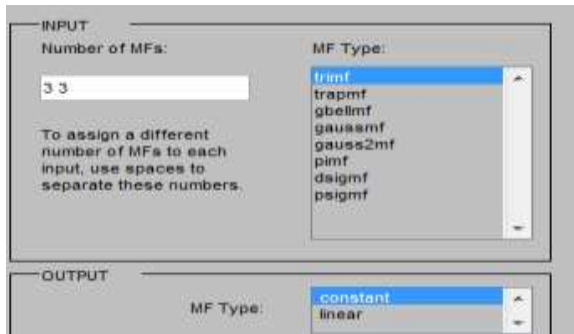 INPUT
Number of MFs:
3 3
To assign a different
number of MFs to each
input, use spaces to
separate these numbers.
MF Type:
trimf
trapmf
gbellmf
gaussmf
gauss2mf
pimf
dsigmf
psigmf
OUTPUT
MF Type:
constant
linear